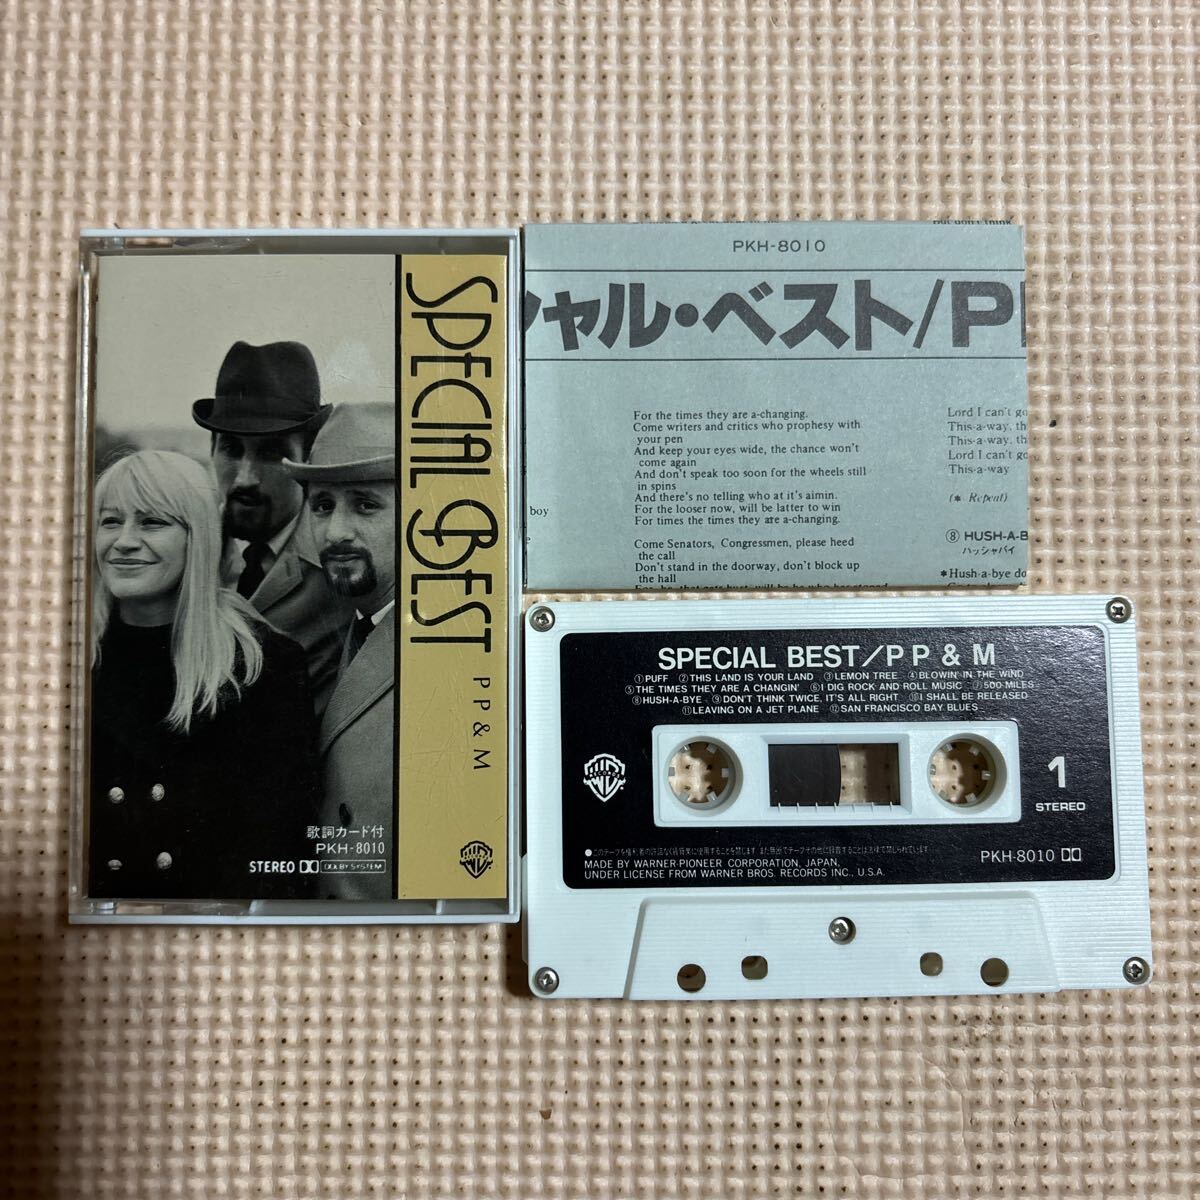 SPECIAL BEST PP&M
歌詞カード付
PKH-8010
STEREO
DOLBY SYSTEM
But don't think
PKH-8010
シャル・ベスト/P
boy
For the times they are a-changing.
Come writers and critics who prophesy with
your pen
And keep your eyes wide, the chance won't
come again
And don't speak too soon for the wheels still
in spins
And there's no telling who at it's aimin.
For the looser now, will be latter to win
For times the times they are a-changing.
Come Senators, Congressmen, please heed
the call
Don't stand in the doorway, don't block up
the hall
Lord I can't go
This-a-way, th
This-a-way, th
Lord I can't go
This-a-way
(* Repeat)
⑧ HUSH-A-B
ハッシャバイ
*Hush-a-bye do
SPECIAL BEST/PP & M
①PUFF ②THIS LAND IS YOUR LAND ③LEMON TREE ④BLOWIN' IN THE WIND
⑤THE TIMES THEY ARE A CHANGIN' ⑥I DIG ROCK AND ROLL MUSIC ⑦500 MILES
⑧HUSH-A-BYE ⑨DON'T THINK TWICE, IT'S ALL RIGHT ⑩I SHALL BE RELEASED
⑪LEAVING ON A JET PLANE ⑫SAN FRANCISCO BAY BLUES
RECORDS
1
STEREO
MADE BY WARNER-PIONEER CORPORATION, JAPAN,
UNDER LICENSE FROM WARNER BROS. RECORDS INC., U.S.A.
PKH-8010